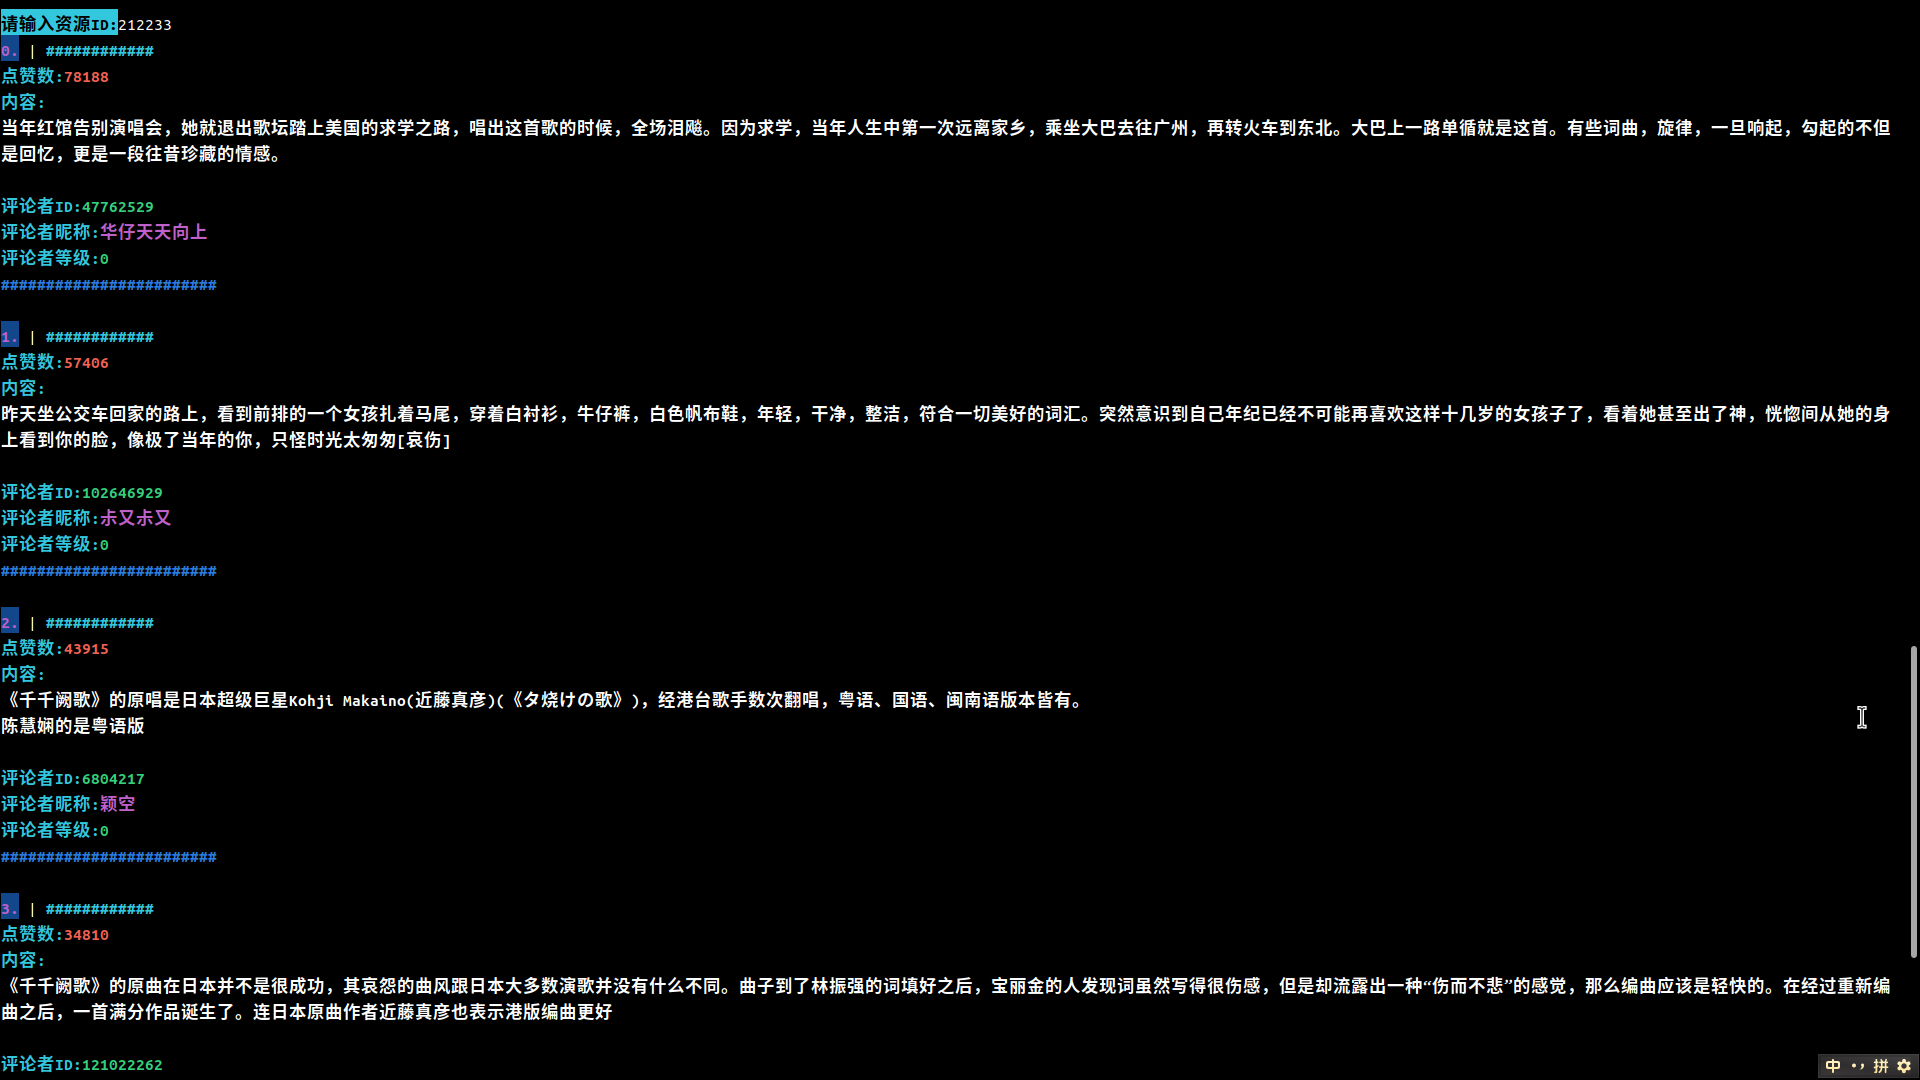 请输入资源ID:212233
0. | ############
点赞数:78188
内容:
当年红馆告别演唱会，她就退出歌坛踏上美国的求学之路，唱出这首歌的时候，全场泪飚。因为求学，当年人生中第一次远离家乡，乘坐大巴去往广州，再转火车到东北。大巴上一路单循就是这首。有些词曲，旋律，一旦响起，勾起的不但
是回忆，更是一段往昔珍藏的情感。
评论者ID:47762529
评论者昵称:华仔天天向上
评论者等级:0
########################
1. | ############
点赞数:57406
内容:
昨天坐公交车回家的路上，看到前排的一个女孩扎着马尾，穿着白衬衫，牛仔裤，白色帆布鞋，年轻，干净，整洁，符合一切美好的词汇。突然意识到自己年纪已经不可能再喜欢这样十几岁的女孩子了，看着她甚至出了神，恍惚间从她的身
上看到你的脸，像极了当年的你，只怪时光太匆匆[哀伤]
评论者ID:102646929
评论者昵称:尗又尗又
评论者等级:0
########################
2. | ############
点赞数:43915
内容:
《千千阙歌》的原唱是日本超级巨星Kohji Makaino(近藤真彦)(《夕焼けの歌》)，经港台歌手数次翻唱，粤语、国语、闽南语版本皆有。
陈慧娴的是粤语版
评论者ID:6804217
评论者昵称:颖空
评论者等级:0
########################
3. | ############
点赞数:34810
内容:
《千千阙歌》的原曲在日本并不是很成功，其哀怨的曲风跟日本大多数演歌并没有什么不同。曲子到了林振强的词填好之后，宝丽金的人发现词虽然写得很伤感，但是却流露出一种“伤而不悲”的感觉，那么编曲应该是轻快的。在经过重新编
曲之后，一首满分作品诞生了。连日本原曲作者近藤真彦也表示港版编曲更好
评论者ID:121022262
中 •, 拼